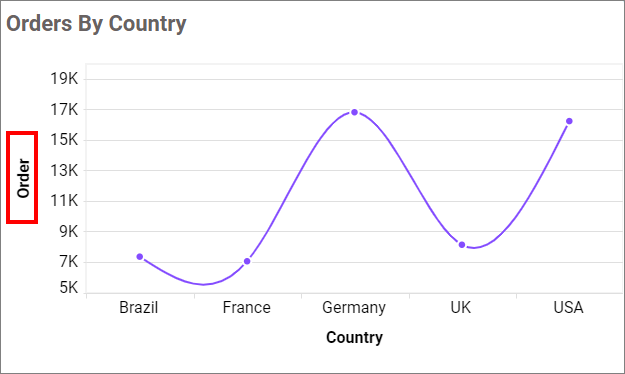 Orders By Country
19K
17K
15K
13K
11K
9K
7K
5K
Order
Brazil France Germany UK USA
Country